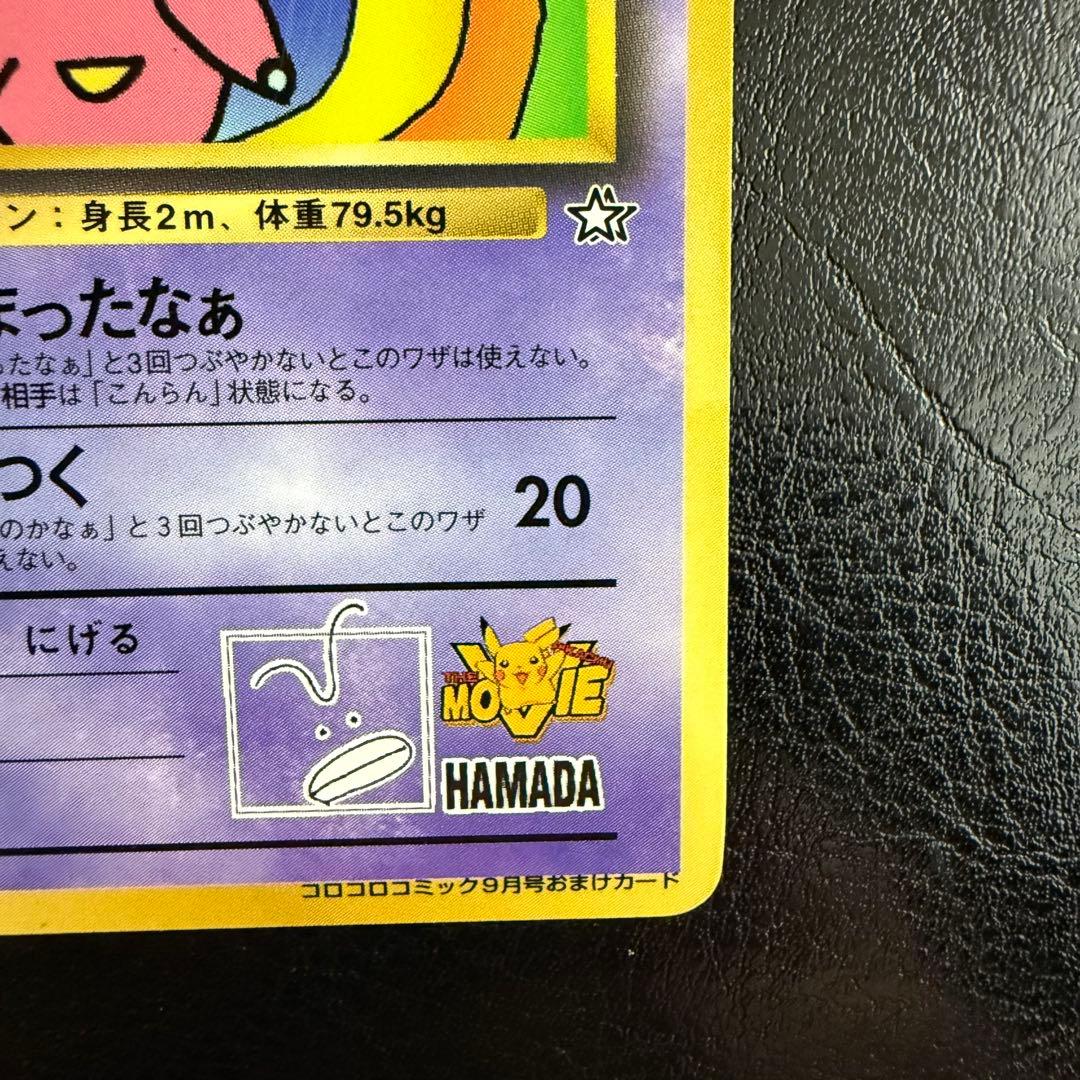 ン：身長2m、体重79.5kg
まったなぁ
ったなぁ」と3回つぶやかないとこのワザは使えない。
相手は「こんらん」状態になる。
つく
のかなぁ」と3回つぶやかないとこのワザ
20
えない。
にげる
THE MOVIE
PIKACHU
HAMADA
コロコロコミック9月号おまけカード